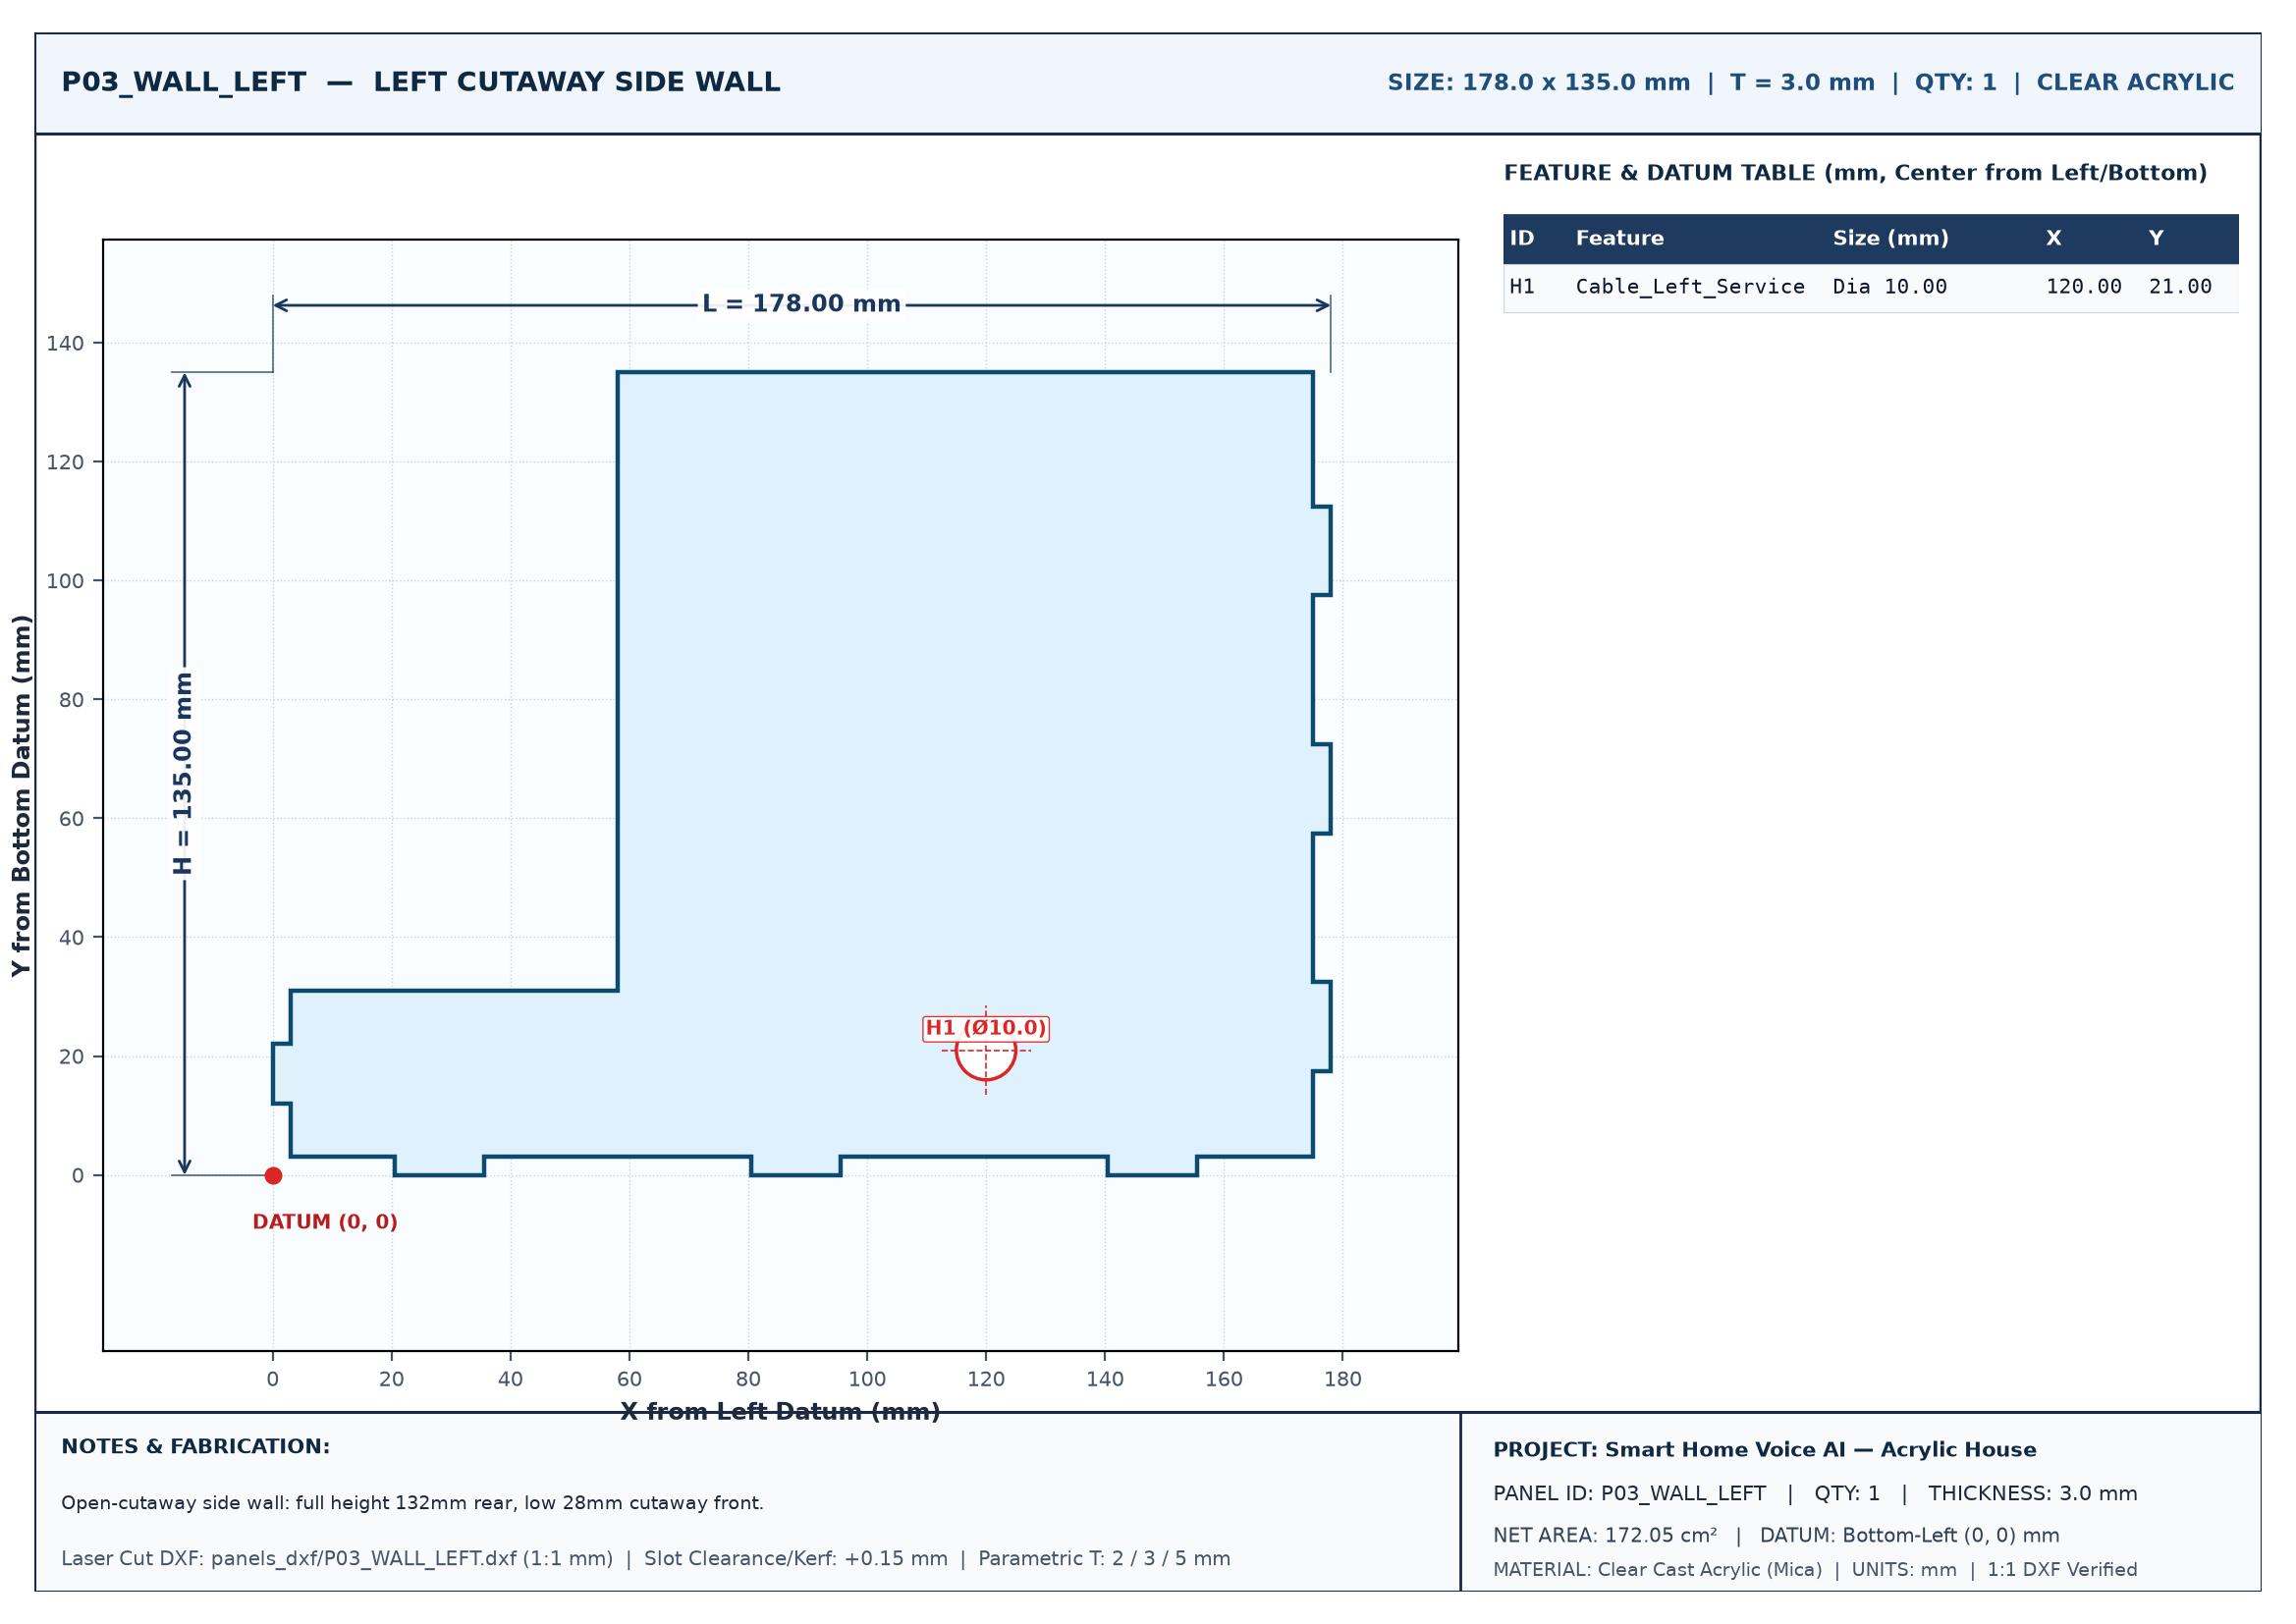 P03_WALL_LEFT — LEFT CUTAWAY SIDE WALL
SIZE: 178.0 x 135.0 mm | T = 3.0 mm | QTY: 1 | CLEAR ACRYLIC
FEATURE & DATUM TABLE (mm, Center from Left/Bottom)
ID Feature Size (mm) X Y
H1 Cable_Left_Service Dia 10.00 120.00 21.00
L = 178.00 mm
H = 135.00 mm
H1 (Ø10.0)
DATUM (0, 0)
140
120
100
80
60
40
20
0
0 20 40 60 80 100 120 140 160 180
Y from Bottom Datum (mm)
X from Left Datum (mm)
NOTES & FABRICATION:
Open-cutaway side wall: full height 132mm rear, low 28mm cutaway front.
Laser Cut DXF: panels_dxf/P03_WALL_LEFT.dxf (1:1 mm) | Slot Clearance/Kerf: +0.15 mm | Parametric T: 2 / 3 / 5 mm
PROJECT: Smart Home Voice AI — Acrylic House
PANEL ID: P03_WALL_LEFT | QTY: 1 | THICKNESS: 3.0 mm
NET AREA: 172.05 cm² | DATUM: Bottom-Left (0, 0) mm
MATERIAL: Clear Cast Acrylic (Mica) | UNITS: mm | 1:1 DXF Verified